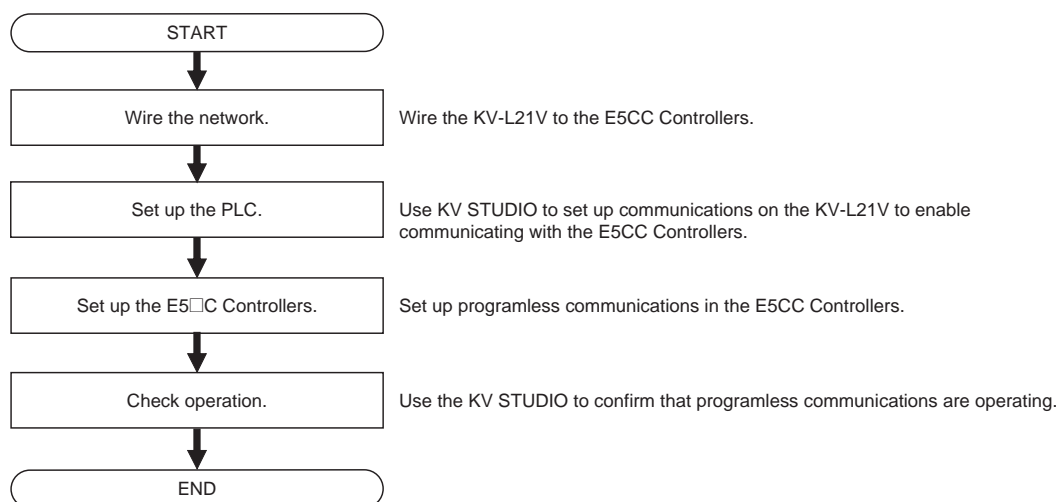 START
Wire the network.
Wire the KV-L21V to the E5CC Controllers.
Set up the PLC.
Use KV STUDIO to set up communications on the KV-L21V to enable
communicating with the E5CC Controllers.
Set up the E5□C Controllers.
Set up programless communications in the E5CC Controllers.
Check operation.
Use the KV STUDIO to confirm that programless communications are operating.
END